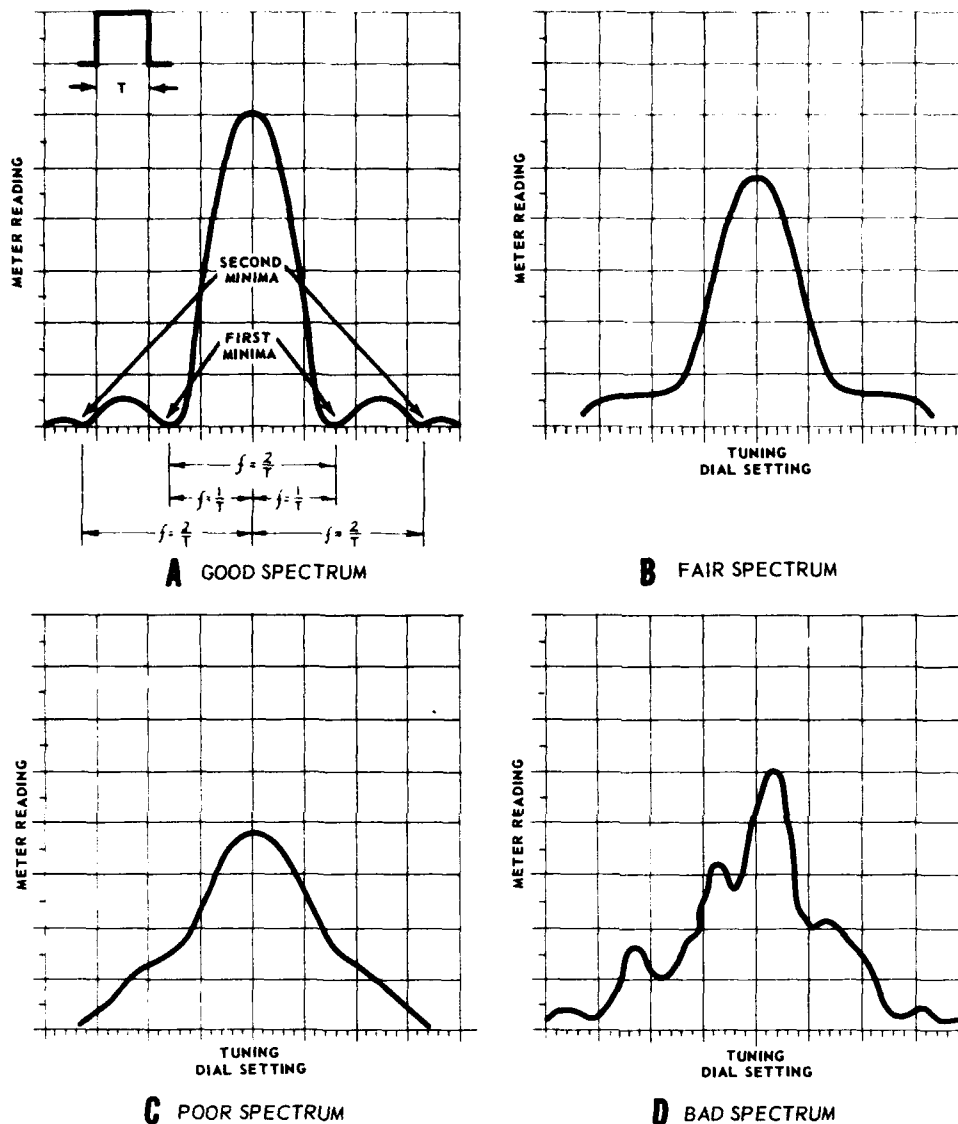 T
METER READING
SECOND
MINIMA
FIRST
MINIMA
f = 2/T
f = 1/T
f = 1/T
f = 2/T
f = 2/T
A GOOD SPECTRUM
METER READING
TUNING
DIAL SETTING
B FAIR SPECTRUM
METER READING
TUNING
DIAL SETTING
C POOR SPECTRUM
METER READING
TUNING
DIAL SETTING
D BAD SPECTRUM